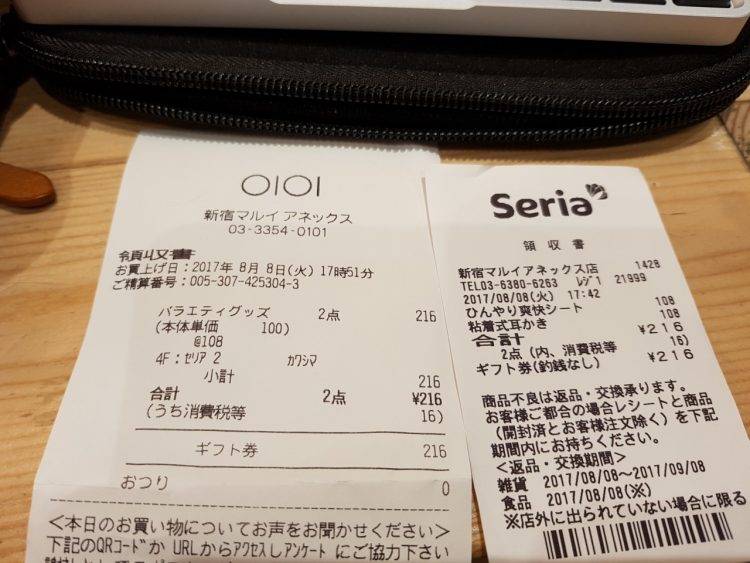 OIOI
新宿マルイ アネックス
03-3354-0101
領収書
お買上げ日：2017年 8月 8日(火) 17時51分
ご精算番号：005-307-425304-3
バラエティグッズ 2点 216
(本体単価 100)
@108
4F：ｾﾘｱ 2 ｶﾜｼﾏ
小計 216
合計 2点 ¥216
(うち消費税等 16)
ギフト券 216
おつり 0
<本日のお買い物についてお声をお聞かせください>
下記のQRｺｰﾄﾞか URLからｱｸｾｽしｱﾝｹｰﾄ にご協力下さい
Seria
領収書
新宿マルイアネックス店 1428
TEL03-6380-6263 ﾚｼﾞ1 21999
2017/08/08(火) 17:42
ひんやり爽快シート 108
粘着式耳かき 108
合計 ¥216
2点(内、消費税等 16)
ギフト券(釣銭なし) ¥216
商品不良は返品・交換承ります。
お客様ご都合の場合レシートと商品
(開封済とお客様注文除く)を下記
期間内にお持ちください。
<返品・交換期間>
雑貨 2017/08/08～2017/09/08
食品 2017/08/08(※)
※店外に出られていない場合に限る